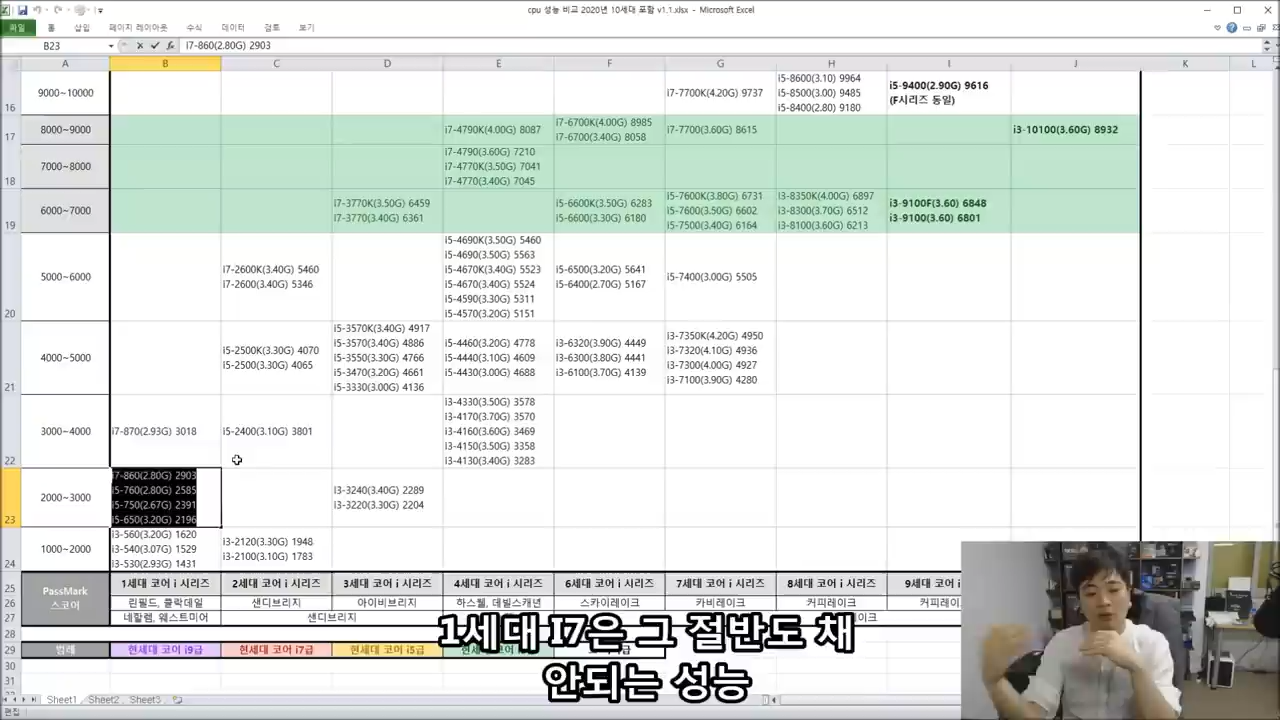 cpu 성능 비교 2020년 10세대 포함 v1.1.xlsx - Microsoft Excel
파일 홈 삽입 페이지 레이아웃 수식 데이터 검토 보기
B23 fx I7-860(2.80G) 2903
A B C D E F G H I J K L
16 9000~10000
i7-7700K(4.20G) 9737
i5-8600(3.10) 9964
i5-8500(3.00) 9485
i5-8400(2.80) 9180
i5-9400(2.90G) 9616
(F시리즈 동일)
17 8000~9000
i7-4790K(4.00G) 8087
i7-6700K(4.00G) 8985
i7-6700(3.40G) 8058
i7-7700(3.60G) 8615
i3-10100(3.60G) 8932
18 7000~8000
i7-4790(3.60G) 7210
i7-4770K(3.50G) 7041
i7-4770(3.40G) 7045
19 6000~7000
i7-3770K(3.50G) 6459
i7-3770(3.40G) 6361
i5-6600K(3.50G) 6283
i5-6600(3.30G) 6180
i5-7600K(3.80G) 6731
i5-7600(3.50G) 6602
i5-7500(3.40G) 6164
i3-8350K(4.00G) 6897
i3-8300(3.70G) 6512
i3-8100(3.60G) 6213
i3-9100F(3.60) 6848
i3-9100(3.60) 6801
20 5000~6000
i7-2600K(3.40G) 5460
i7-2600(3.40G) 5346
i5-4690K(3.50G) 5460
i5-4690(3.50G) 5563
i5-4670K(3.40G) 5523
i5-4670(3.40G) 5524
i5-4590(3.30G) 5311
i5-4570(3.20G) 5151
i5-6500(3.20G) 5641
i5-6400(2.70G) 5167
i5-7400(3.00G) 5505
21 4000~5000
i5-2500K(3.30G) 4070
i5-2500(3.30G) 4065
i5-3570K(3.40G) 4917
i5-3570(3.40G) 4886
i5-3550(3.30G) 4766
i5-3470(3.20G) 4661
i5-3330(3.00G) 4136
i5-4460(3.20G) 4778
i5-4440(3.10G) 4609
i5-4430(3.00G) 4688
i3-6320(3.90G) 4449
i3-6300(3.80G) 4441
i3-6100(3.70G) 4139
i3-7350K(4.20G) 4950
i3-7320(4.10G) 4936
i3-7300(4.00G) 4927
i3-7100(3.90G) 4280
22 3000~4000
i7-870(2.93G) 3018
i5-2400(3.10G) 3801
i3-4330(3.50G) 3578
i3-4170(3.70G) 3570
i3-4160(3.60G) 3469
i3-4150(3.50G) 3358
i3-4130(3.40G) 3283
23 2000~3000
i7-860(2.80G) 2903
i5-760(2.80G) 2585
i5-750(2.67G) 2391
i5-650(3.20G) 2196
i3-3240(3.40G) 2289
i3-3220(3.30G) 2204
24 1000~2000
i3-560(3.20G) 1620
i3-540(3.07G) 1529
i3-530(2.93G) 1431
i3-2120(3.30G) 1948
i3-2100(3.10G) 1783
25 PassMark 스코어 1세대 코어 i 시리즈 2세대 코어 i 시리즈 3세대 코어 i 시리즈 4세대 코어 i 시리즈 6세대 코어 i 시리즈 7세대 코어 i 시리즈 8세대 코어 i 시리즈 9세대 코어
26 린필드, 클락데일 샌디브리지 아이비브리지 하스웰, 데빌스캐년 스카이레이크 카비레이크 커피레이크 커피레이
27 네할렘, 웨스트미어 샌디브리지
28
29 범례 현세대 코어 i9급 현세대 코어 i7급 현세대 코어 i5급
30
31
Sheet1 Sheet2 Sheet3
편집
1세대 I7은 그 절반도 채
안되는 성능